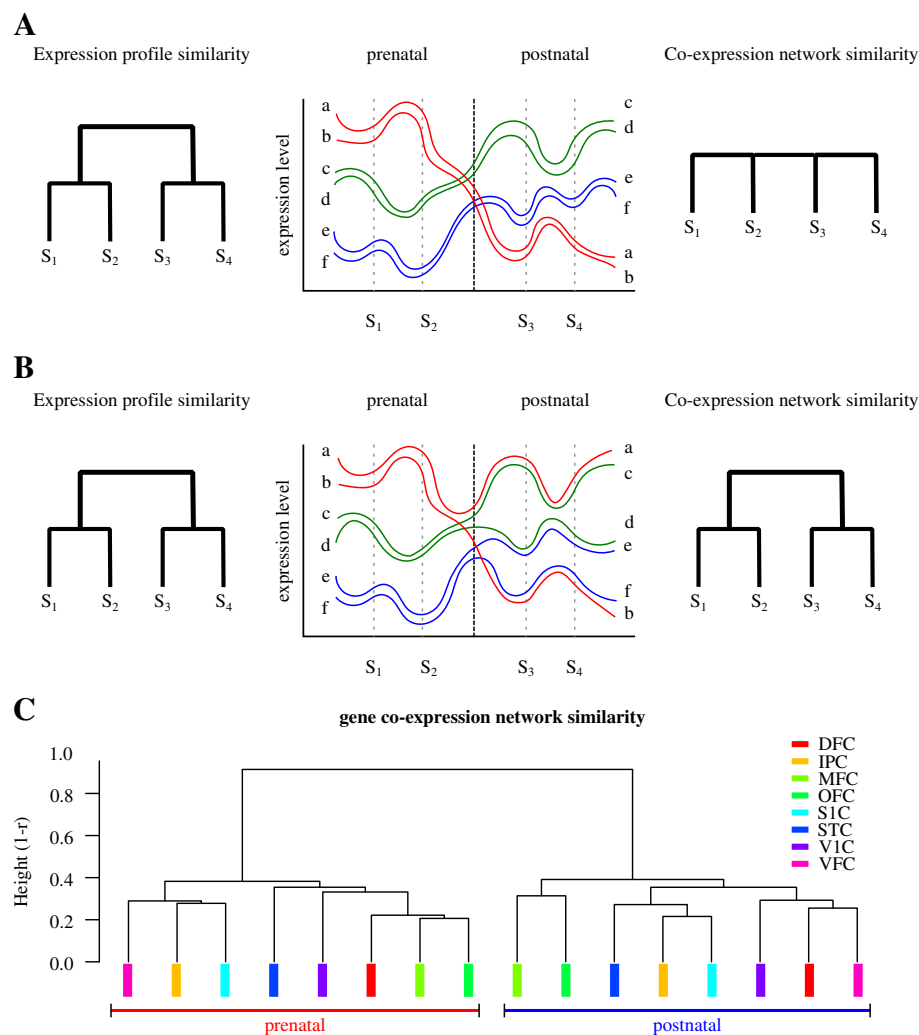 A
Expression profile similarity
prenatal
postnatal
Co-expression network similarity
expression level
a
b
c
d
e
f
c
d
e
f
a
b
S1 S2 S3 S4
S1 S2 S3 S4
S1 S2 S3 S4
B
Expression profile similarity
prenatal
postnatal
Co-expression network similarity
expression level
a
b
c
d
e
f
a
c
d
e
f
b
S1 S2 S3 S4
S1 S2 S3 S4
S1 S2 S3 S4
C
gene co-expression network similarity
Height (1-r)
1.0
0.8
0.6
0.4
0.2
0.0
DFC
IPC
MFC
OFC
S1C
STC
V1C
VFC
prenatal
postnatal